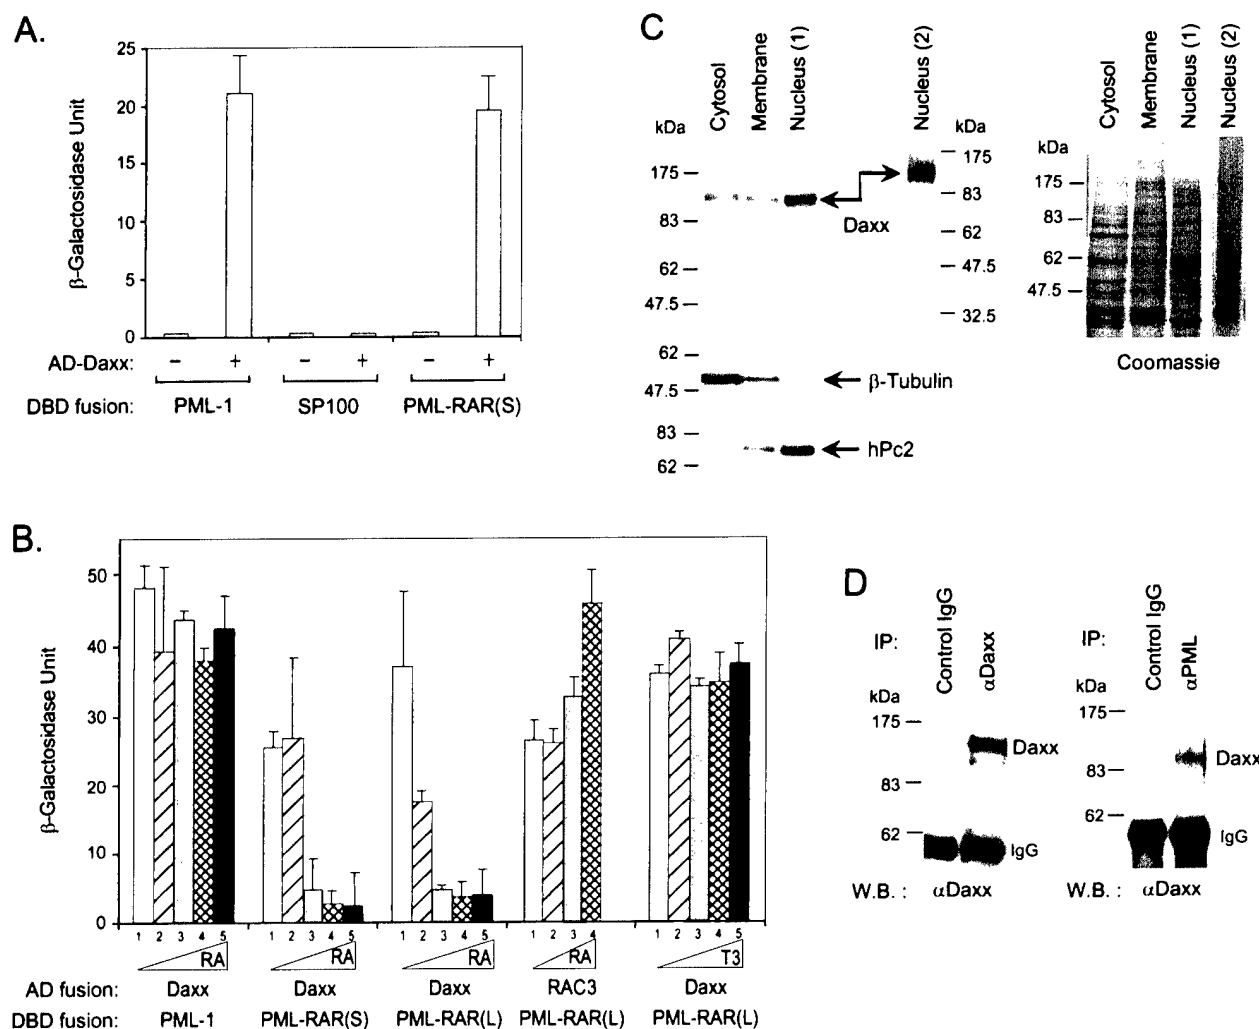 A.
25
20
15
10
5
0
β-Galactosidase Unit
AD-Daxx: − + − + − +
DBD fusion: PML-1 SP100 PML-RAR(S)
B.
50
40
30
20
10
0
β-Galactosidase Unit
1 2 3 4 5 1 2 3 4 5 1 2 3 4 5 1 2 3 4 1 2 3 4 5
RA RA RA RA T3
AD fusion: Daxx Daxx Daxx RAC3 Daxx
DBD fusion: PML-1 PML-RAR(S) PML-RAR(L) PML-RAR(L) PML-RAR(L)
C
Cytosol Membrane Nucleus (1) Nucleus (2)
kDa kDa
175
83
62
47.5
Daxx
175
83
62
47.5
32.5
62
47.5
β-Tubulin
83
62
hPc2
Cytosol Membrane Nucleus (1) Nucleus (2)
kDa
175
83
62
47.5
Coomassie
D
IP: Control IgG αDaxx
kDa
175
83
62
Daxx
IgG
W.B. : αDaxx
IP: Control IgG αPML
kDa
175
83
62
Daxx
IgG
W.B. : αDaxx